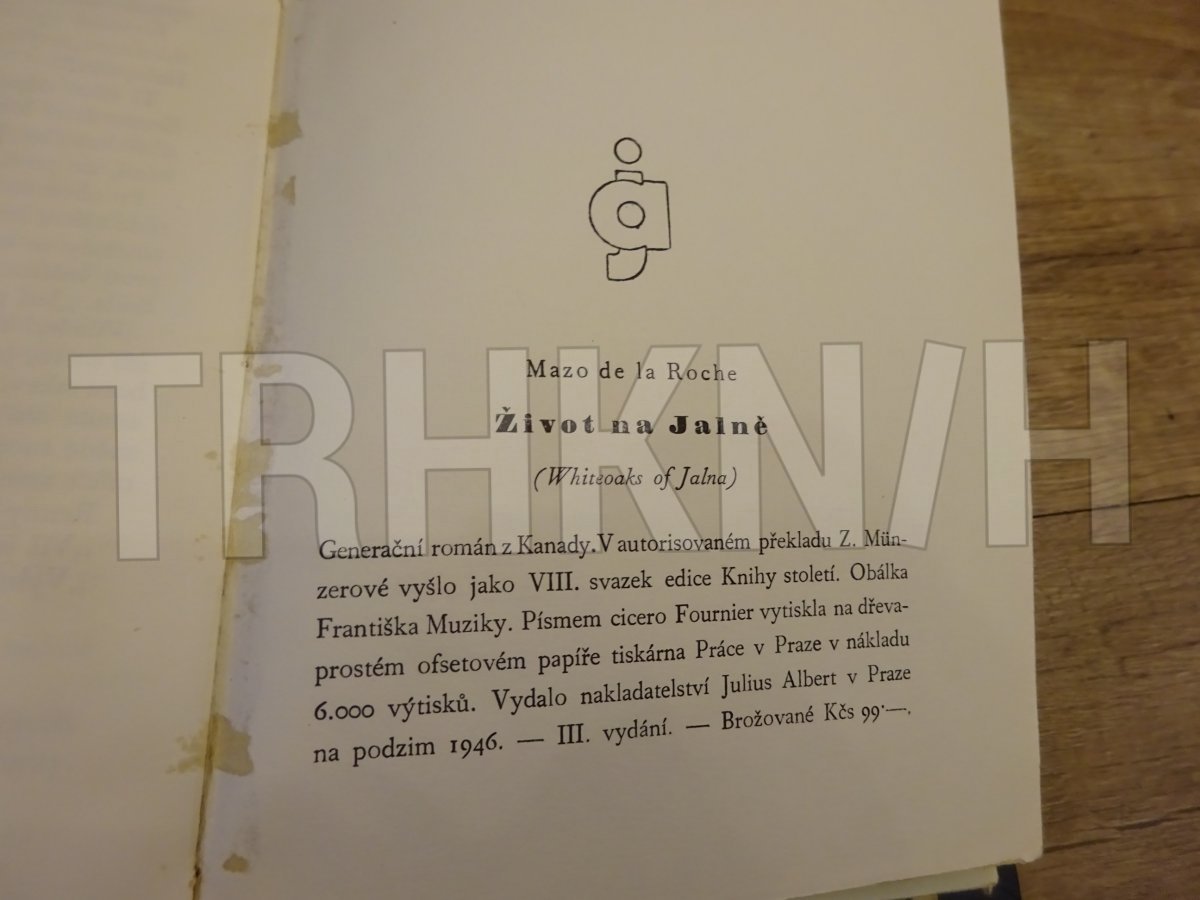 Mazo de la Roche
Život na Jalně
(Whiteoaks of Jalna)
TRHKN/H
Generační román z Kanady. V autorisovaném překladu Z. Mün-
zerové vyšlo jako VIII. svazek edice Knihy století. Obálka
Františka Muziky. Písmem cicero Fournier vytiskla na dřeva-
prostém ofsetovém papíře tiskárna Práce v Praze v nákladu
6.000 výtisků. Vydalo nakladatelství Julius Albert v Praze
na podzim 1946. — III. vydání. — Brožované Kčs 99·—.